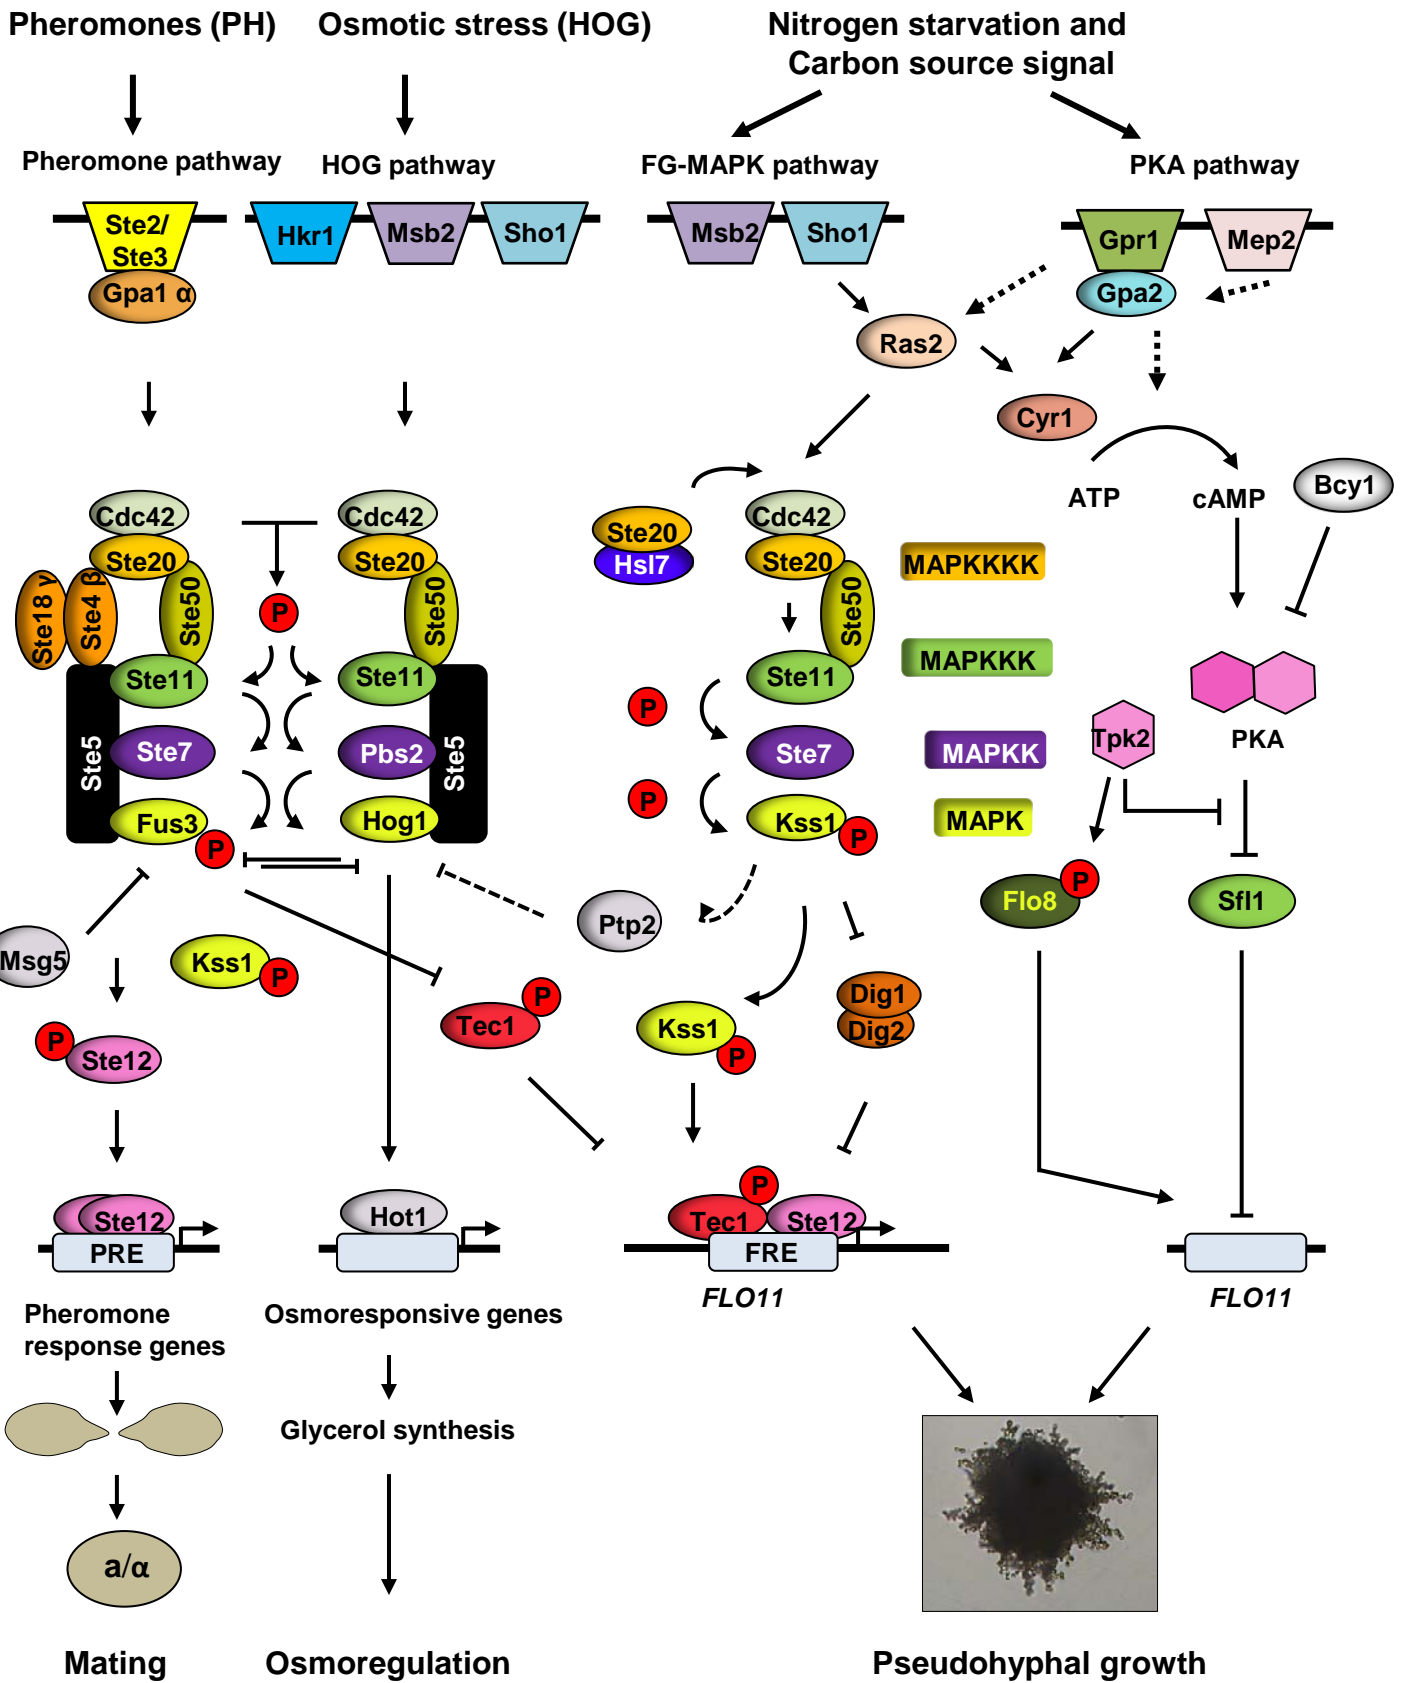 Pheromones (PH)
Osmotic stress (HOG)
Nitrogen starvation and
Carbon source signal
Pheromone pathway
HOG pathway
FG-MAPK pathway
PKA pathway
Ste2/
Ste3
Gpa1 α
Hkr1
Msb2
Sho1
Msb2
Sho1
Gpr1
Mep2
Gpa2
Ras2
Cyr1
ATP
cAMP
Bcy1
Cdc42
Ste20
Ste18 γ
Ste4 β
Ste50
Ste11
Ste5
Ste7
Fus3
P
P
Cdc42
Ste20
Ste50
Ste11
Ste5
Pbs2
Hog1
Ste20
Hsl7
Cdc42
Ste20
Ste50
Ste11
P
Ste7
P
Kss1
P
MAPKKKK
MAPKKK
MAPKK
MAPK
Tpk2
PKA
Flo8
P
Sfl1
Msg5
Kss1
P
P
Ste12
Tec1
P
Ptp2
Kss1
P
Dig1
Dig2
Ste12
PRE
Hot1
P
Tec1
Ste12
FRE
FLO11
FLO11
Pheromone
response genes
Osmoresponsive genes
Glycerol synthesis
a/α
Mating
Osmoregulation
Pseudohyphal growth